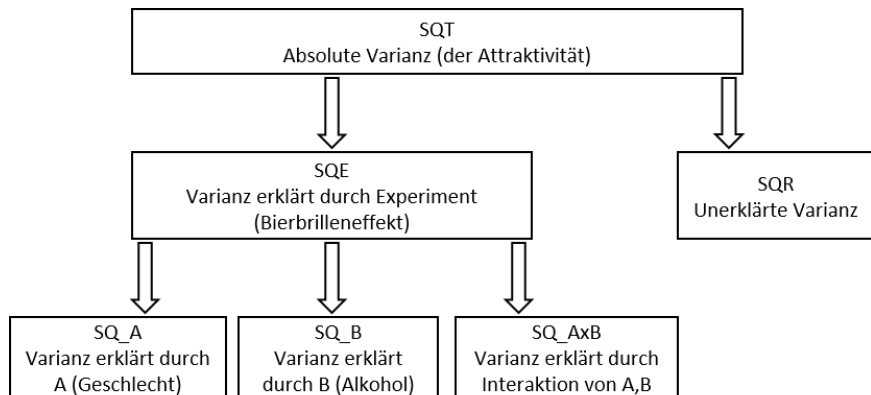 SQT
Absolute Varianz (der Attraktivität)
SQE
Varianz erklärt durch Experiment
(Bierbrilleneffekt)
SQR
Unerklärte Varianz
SQ_A
Varianz erklärt durch
A (Geschlecht)
SQ_B
Varianz erklärt
durch B (Alkohol)
SQ_AxB
Varianz erklärt durch
Interaktion von A,B